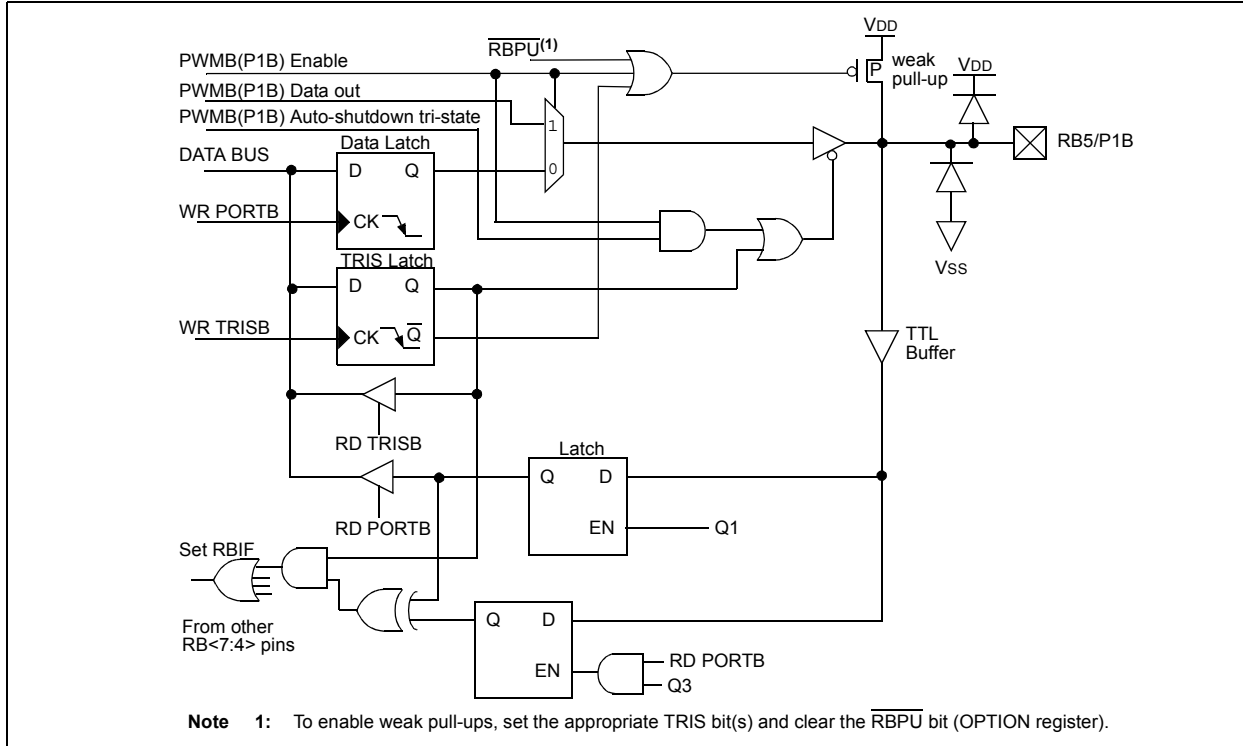 VDD
RBPU(1)
PWMB(P1B) Enable
P
weak
pull-up
VDD
PWMB(P1B) Data out
1
PWMB(P1B) Auto-shutdown tri-state
Data Latch
RB5/P1B
DATA BUS
D
Q
0
WR PORTB
CK
VSS
TRIS Latch
D
Q
WR TRISB
CK
Q
TTL
Buffer
RD TRISB
Latch
Q
D
RD PORTB
EN
Q1
Set RBIF
From other
RB<7:4> pins
Q
D
EN
RD PORTB
Q3
Note 1: To enable weak pull-ups, set the appropriate TRIS bit(s) and clear the RBPU bit (OPTION register).